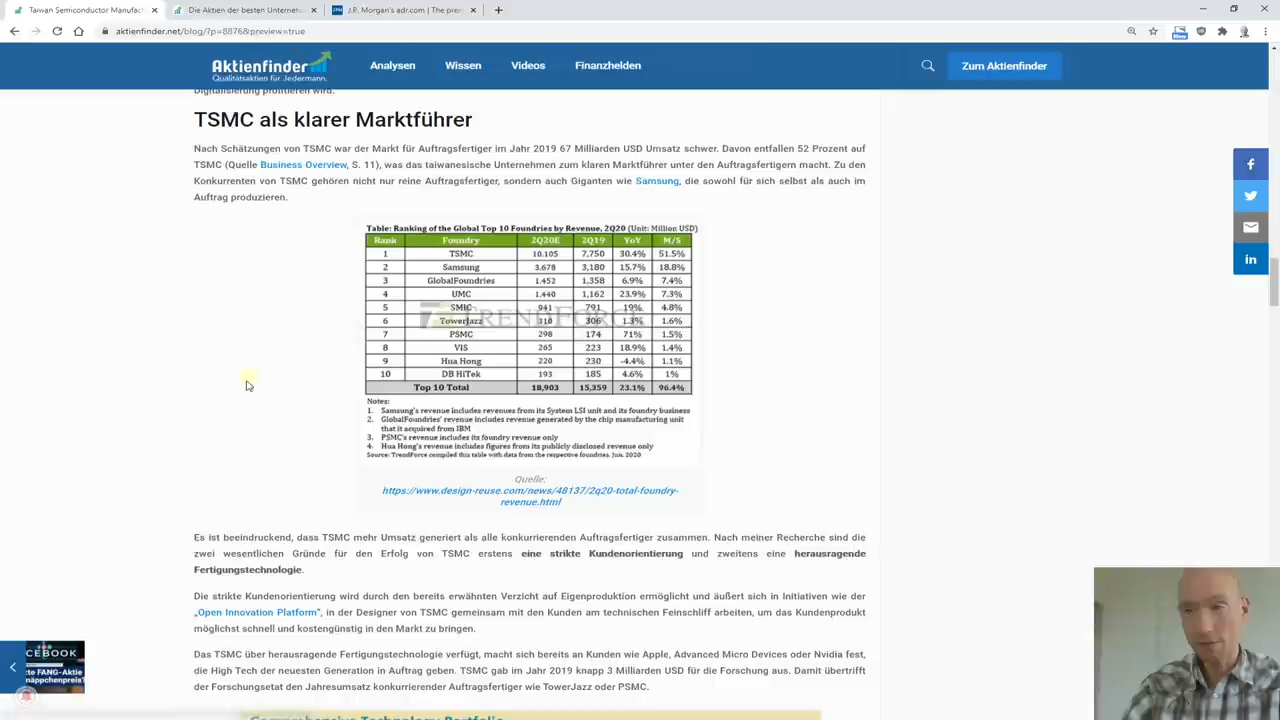 Taiwan Semiconductor Manufact
Die Aktien der besten Unternehm
J.P. Morgan's adr.com | The pren
aktienfinder.net/blog/?p=8876&preview=true
Aktienfinder
Qualitätsaktien für Jedermann.
Analysen
Wissen
Videos
Finanzhelden
Zum Aktienfinder
Digitalisierung profitieren wird.
TSMC als klarer Marktführer
Nach Schätzungen von TSMC war der Markt für Auftragsfertiger im Jahr 2019 67 Milliarden USD Umsatz schwer. Davon entfallen 52 Prozent auf
TSMC (Quelle Business Overview, S. 11), was das taiwanesische Unternehmen zum klaren Marktführer unter den Auftragsfertigern macht. Zu den
Konkurrenten von TSMC gehören nicht nur reine Auftragsfertiger, sondern auch Giganten wie Samsung, die sowohl für sich selbst als auch im
Auftrag produzieren.
Table: Ranking of the Global Top 10 Foundries by Revenue, 2Q20 (Unit: Million USD)
Rank Foundry 2Q20E 2Q19 YoY M/S
1 TSMC 10.105 7,750 30.4% 51.5%
2 Samsung 3.678 3,180 15.7% 18.8%
3 GlobalFoundries 1.452 1,358 6.9% 7.4%
4 UMC 1.440 1,162 23.9% 7.3%
5 SMIC 941 791 19% 4.8%
6 TowerJazz 310 306 1.3% 1.6%
7 PSMC 298 174 71% 1.5%
8 VIS 265 223 18.9% 1.4%
9 Hua Hong 220 230 -4.4% 1.1%
10 DB HiTek 193 185 4.6% 1%
Top 10 Total 18,903 15,359 23.1% 96.4%
TRENDFORCE
Notes:
1. Samsung's revenue includes revenues from its System LSI unit and its foundry business
2. GlobalFoundries' revenue includes revenue generated by the chip manufacturing unit
that it acquired from IBM
3. PSMC's revenue includes its foundry revenue only
4. Hua Hong's revenue includes figures from its publicly disclosed revenue only
Source: TrendForce compiled this table with data from the respective foundries. Jun. 2020
Quelle:
https://www.design-reuse.com/news/48137/2q20-total-foundry-
revenue.html
Es ist beeindruckend, dass TSMC mehr Umsatz generiert als alle konkurrierenden Auftragsfertiger zusammen. Nach meiner Recherche sind die
zwei wesentlichen Gründe für den Erfolg von TSMC erstens eine strikte Kundenorientierung und zweitens eine herausragende
Fertigungstechnologie.
Die strikte Kundenorientierung wird durch den bereits erwähnten Verzicht auf Eigenproduktion ermöglicht und äußert sich in Initiativen wie der
„Open Innovation Platform“, in der Designer von TSMC gemeinsam mit den Kunden am technischen Feinschliff arbeiten, um das Kundenprodukt
möglichst schnell und kostengünstig in den Markt zu bringen.
Das TSMC über herausragende Fertigungstechnologie verfügt, macht sich bereits an Kunden wie Apple, Advanced Micro Devices oder Nvidia fest,
die High Tech der neuesten Generation in Auftrag geben. TSMC gab im Jahr 2019 knapp 3 Milliarden USD für die Forschung aus. Damit übertrifft
der Forschungsetat den Jahresumsatz konkurrierender Auftragsfertiger wie TowerJazz oder PSMC.
Comprehensive Technology Portfolio